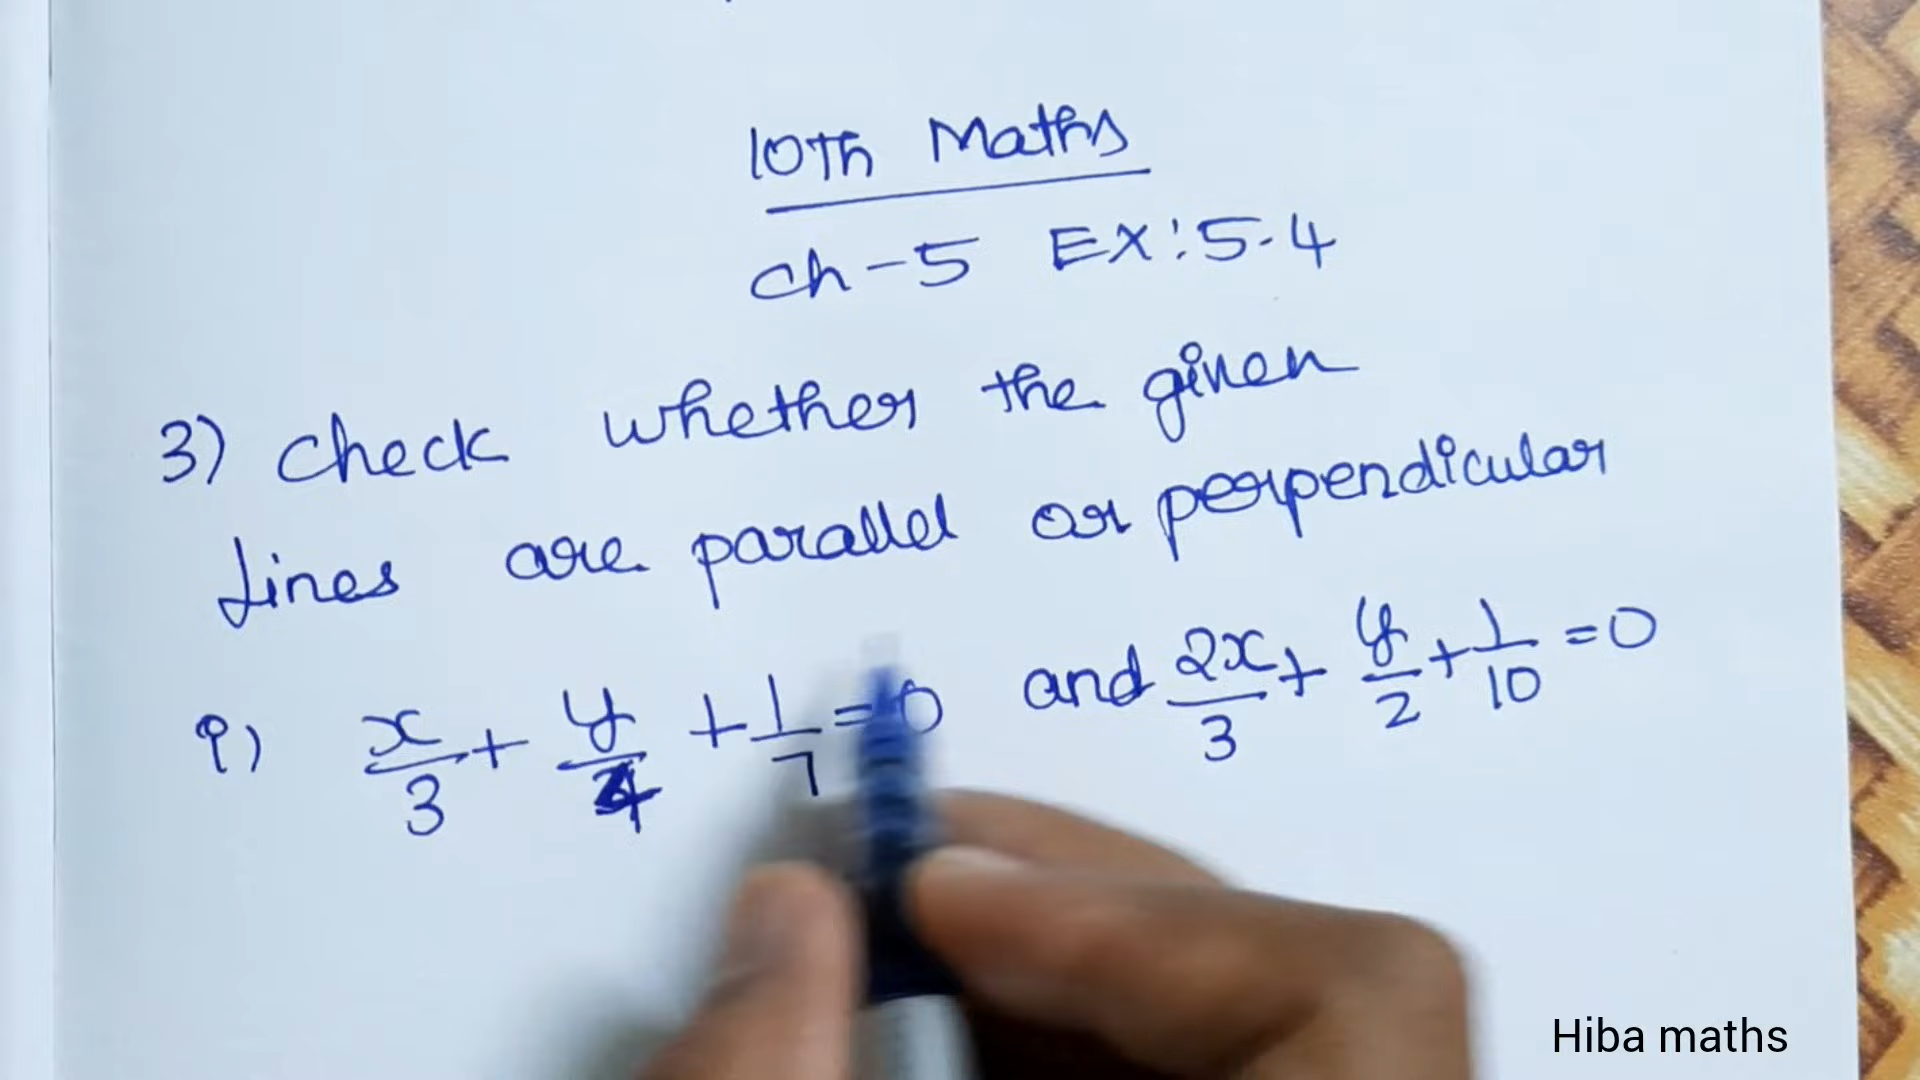 10Th Maths
ch-5 EX:5.4
3) check whether the given
lines are parallel or perpendicular
i) x/3 + y/4 + 1/7 = 0 and 2x/3 + y/2 + 1/10 = 0
Hiba maths